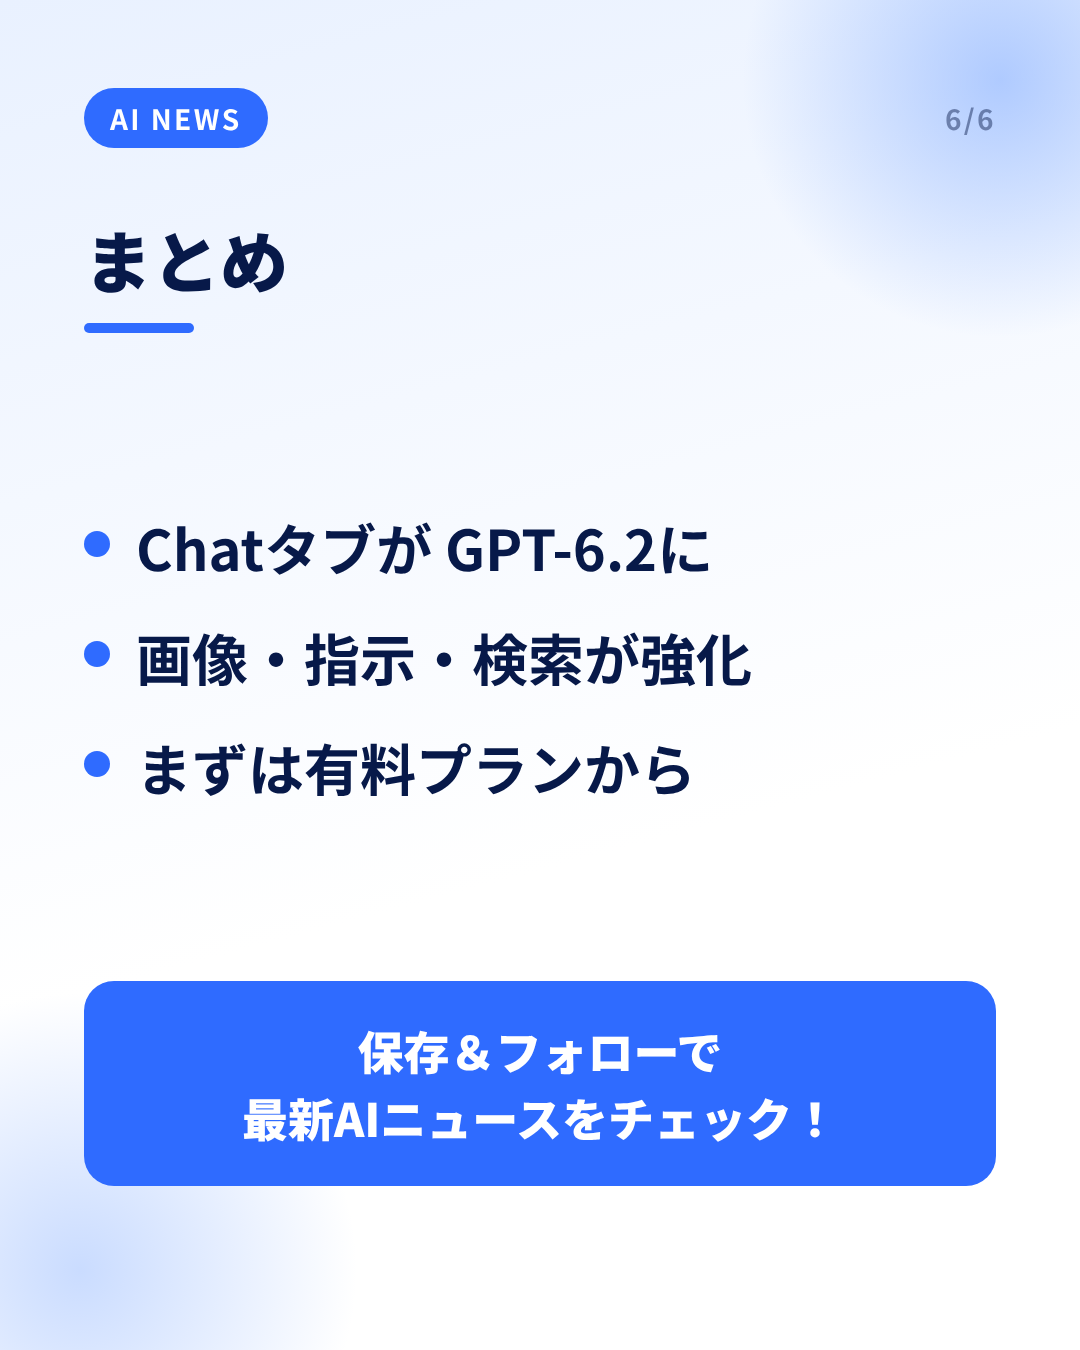 AI NEWS
6/6
まとめ
Chatタブが GPT-6.2に
画像・指示・検索が強化
まずは有料プランから
保存＆フォローで
最新AIニュースをチェック！